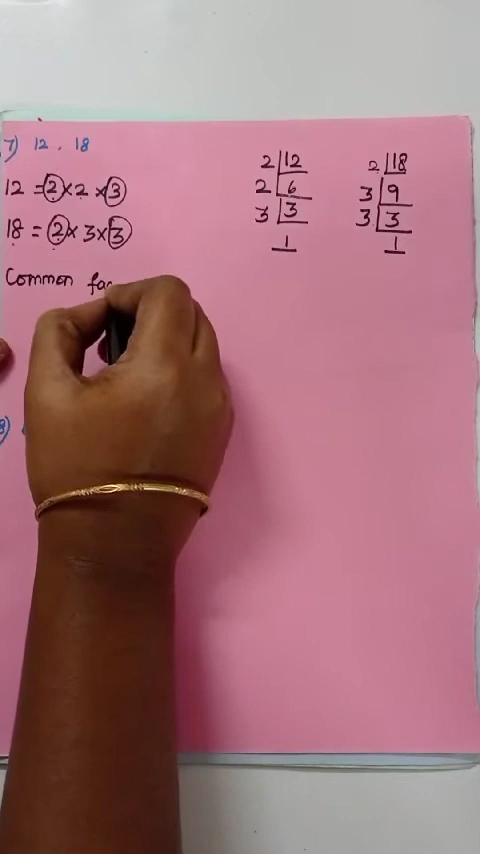 7) 12, 18
12 = 2 × 2 × 3
18 = 2 × 3 × 3
Common
2 12
2 6
3 3
1
2 18
3 9
3 3
1
8)